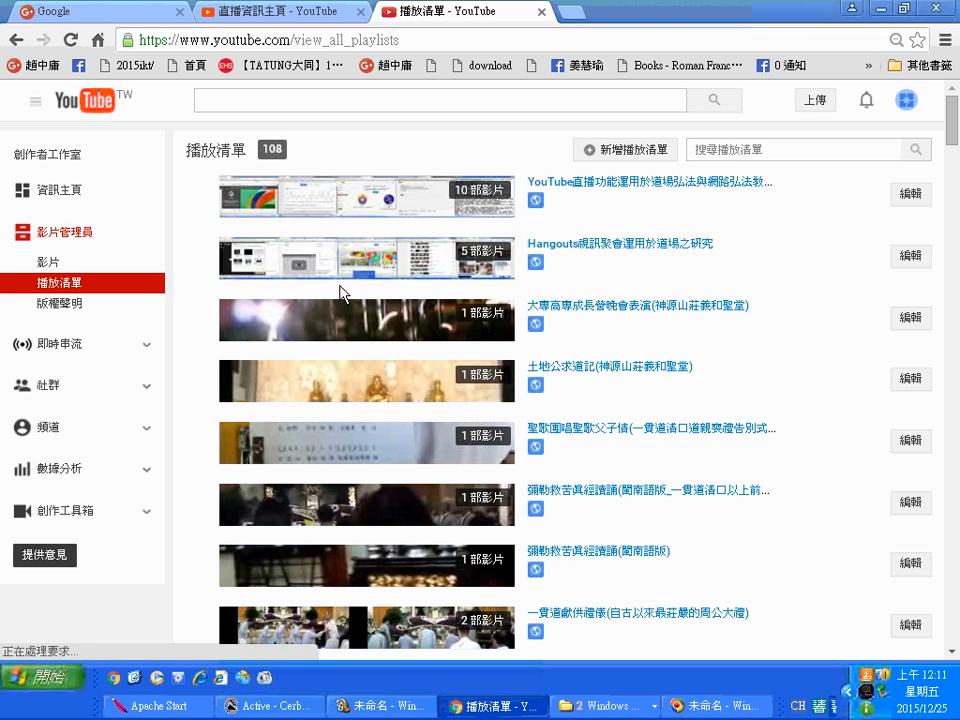 Google
直播資訊主頁 - YouTube
播放清單 - YouTube
https://www.youtube.com/view_all_playlists
趙中庸
2015ikt/
首頁
【TATUNG大同】1…
趙中庸
download
姜慧瑜
Books - Roman Franc…
0 通知
»
其他書籤
YouTube TW
上傳
創作者工作室
資訊主頁
影片管理員
影片
播放清單
版權聲明
即時串流
社群
頻道
數據分析
創作工具箱
提供意見
播放清單 108
新增播放清單
搜尋播放清單
10 部影片
YouTube直播功能運用於道場弘法與網路弘法教...
編輯
5 部影片
Hangouts視訊聚會運用於道場之研究
編輯
1 部影片
大專高專成長營晚會表演(神源山莊義和聖堂)
編輯
1 部影片
土地公求道記(神源山莊義和聖堂)
編輯
1 部影片
聖歌團唱聖歌父子情(一貫道溪口道親喪禮告別式...
編輯
1 部影片
彌勒救苦真經讀誦(閩南語版_一貫道溪口以上前...
編輯
1 部影片
彌勒救苦真經讀誦(閩南語版)
編輯
2 部影片
一貫道獻供禮儀(自古以來最莊嚴的周公大禮)
編輯
正在處理要求...
開始
上午 12:11
星期五
2015/12/25
Apache Start
Active - Cerb...
未命名 - Win...
播放清單 - Y...
2 Windows ...
未命名 - Win...
CH